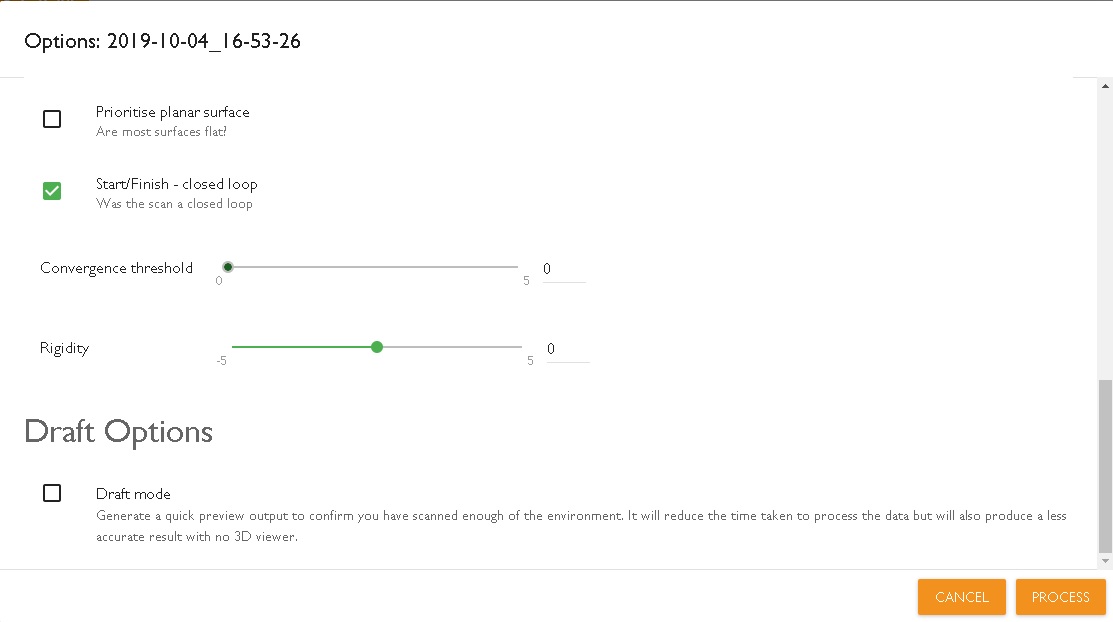 Options: 2019-10-04_16-53-26
Prioritise planar surface
Are most surfaces flat?
Start/Finish - closed loop
Was the scan a closed loop
Convergence threshold
0
5
0
Rigidity
-5
5
0
Draft Options
Draft mode
Generate a quick preview output to confirm you have scanned enough of the environment. It will reduce the time taken to process the data but will also produce a less
accurate result with no 3D viewer.
CANCEL
PROCESS